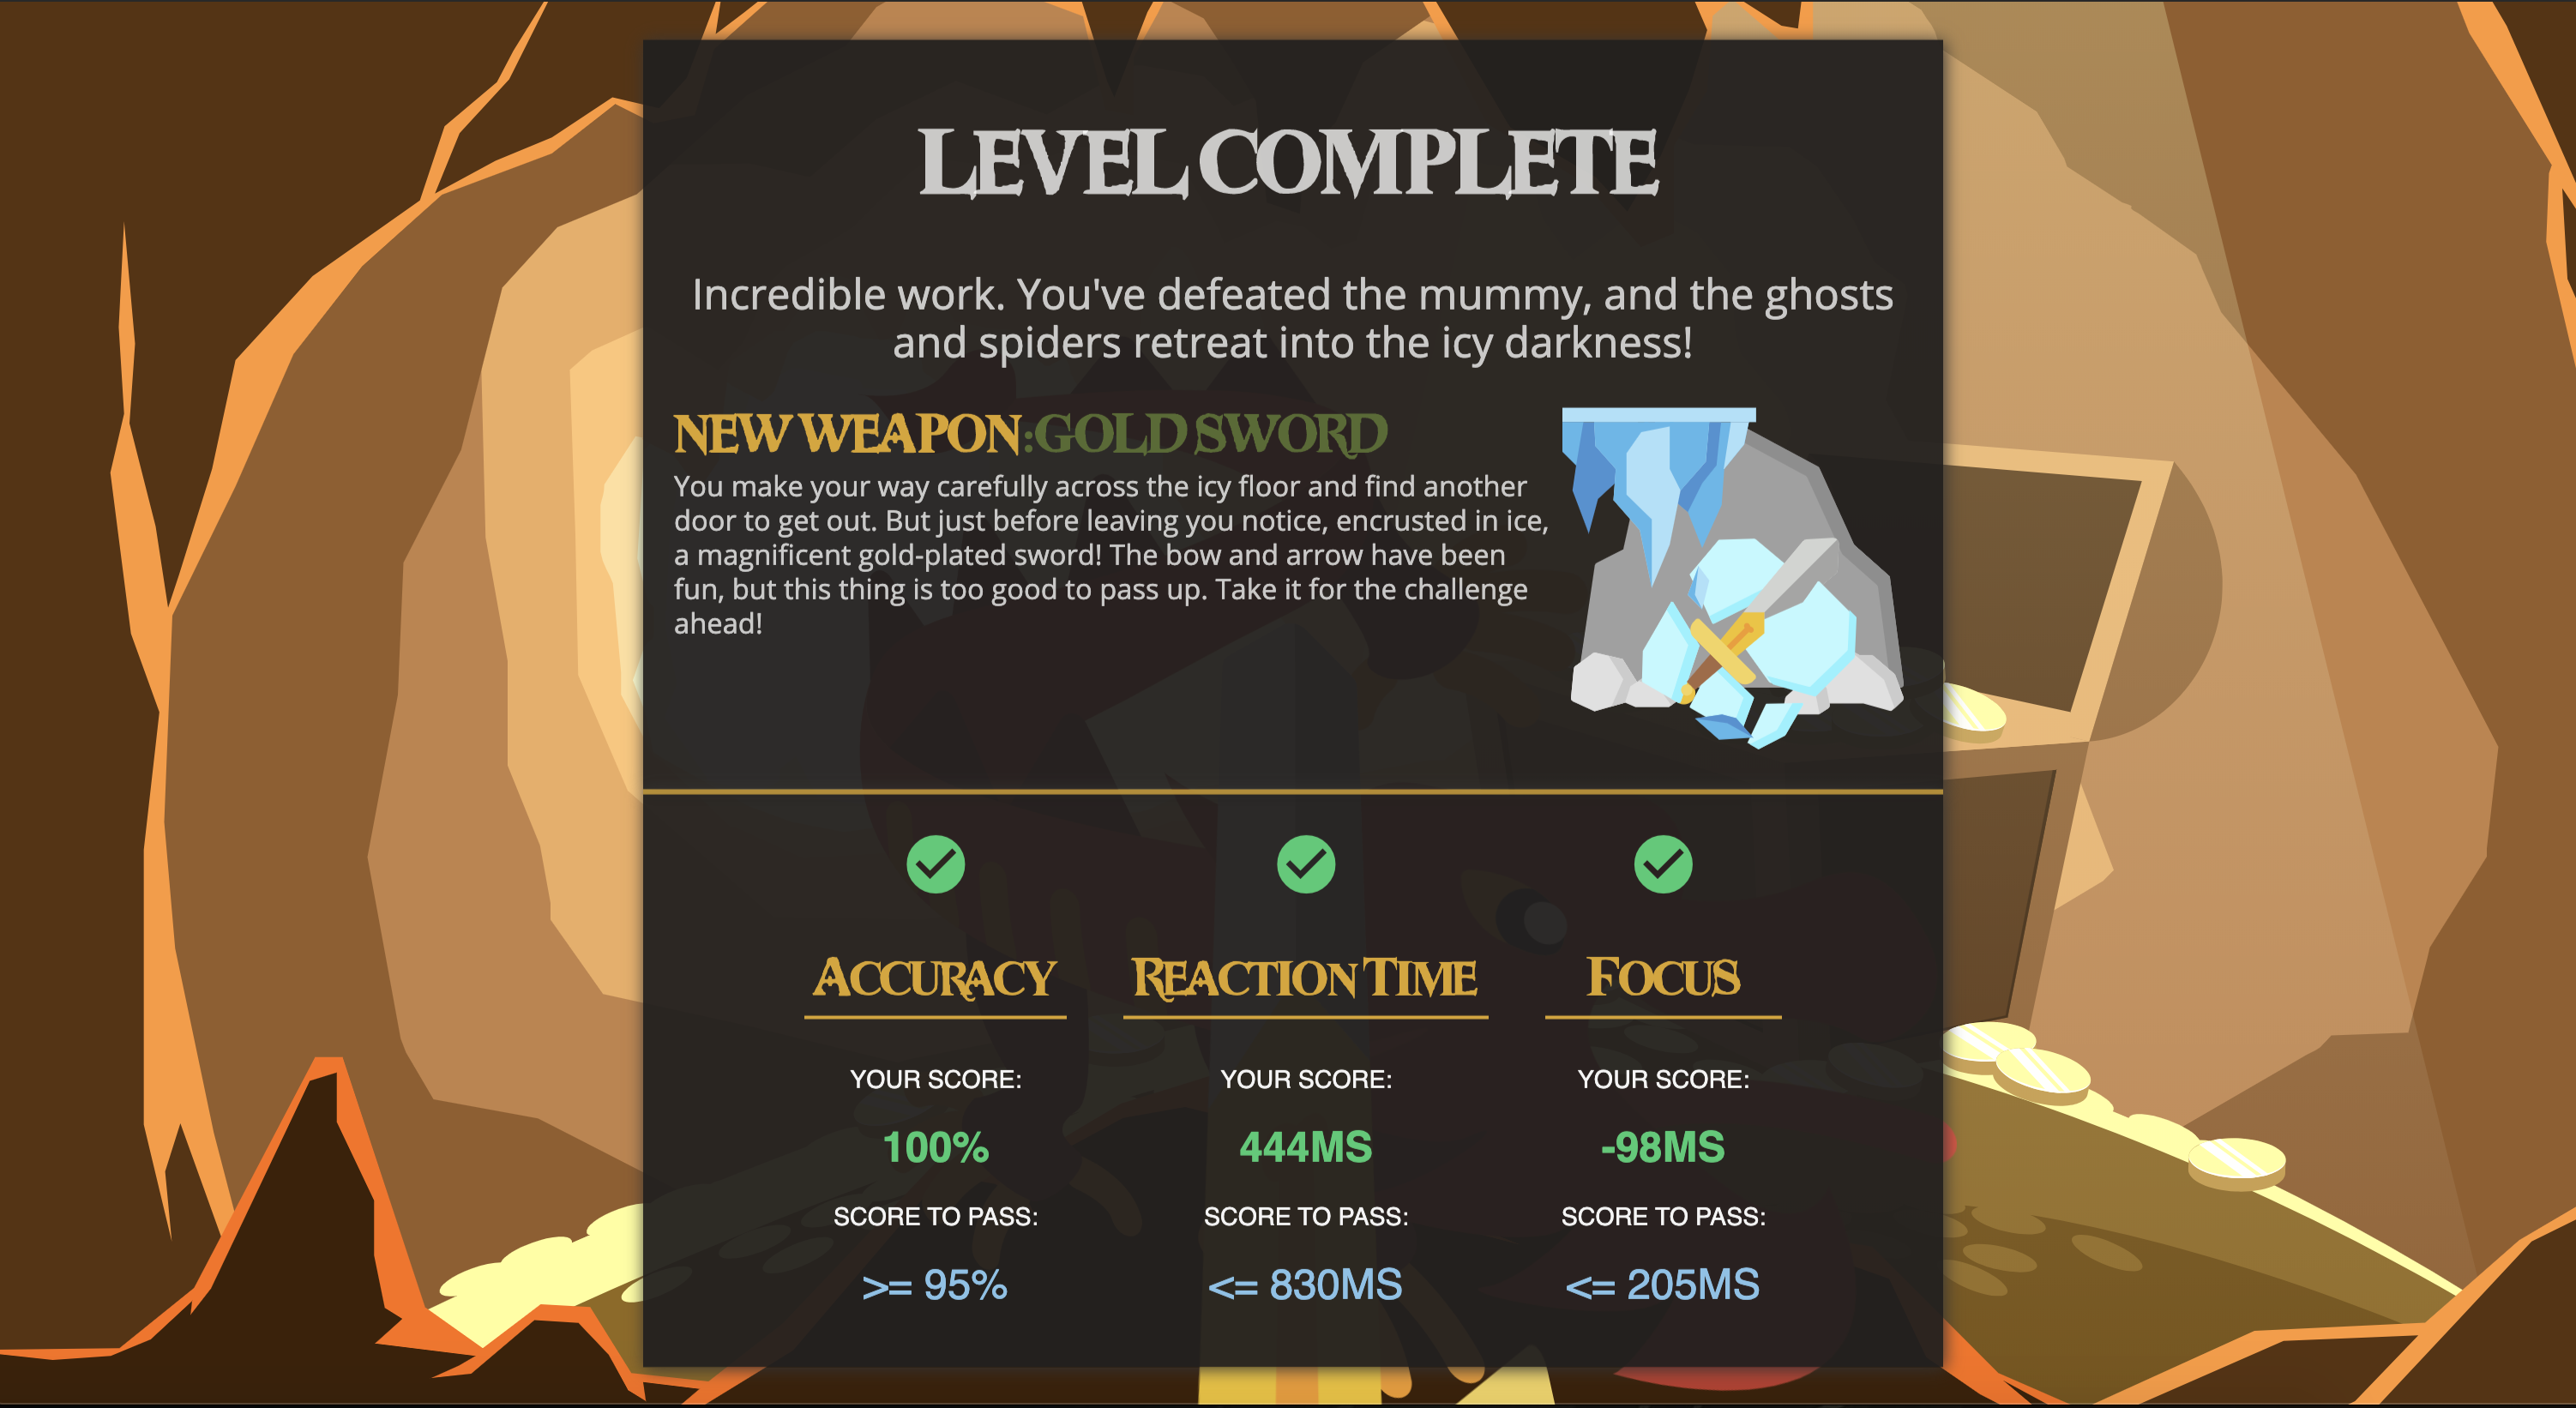 LEVEL COMPLETE
Incredible work. You've defeated the mummy, and the ghosts
and spiders retreat into the icy darkness!
NEW WEAPON: GOLD SWORD
You make your way carefully across the icy floor and find another
door to get out. But just before leaving you notice, encrusted in ice,
a magnificent gold-plated sword! The bow and arrow have been
fun, but this thing is too good to pass up. Take it for the challenge
ahead!
ACCURACY
YOUR SCORE:
100%
SCORE TO PASS:
>= 95%
REACTION TIME
YOUR SCORE:
444MS
SCORE TO PASS:
<= 830MS
FOCUS
YOUR SCORE:
-98MS
SCORE TO PASS:
<= 205MS